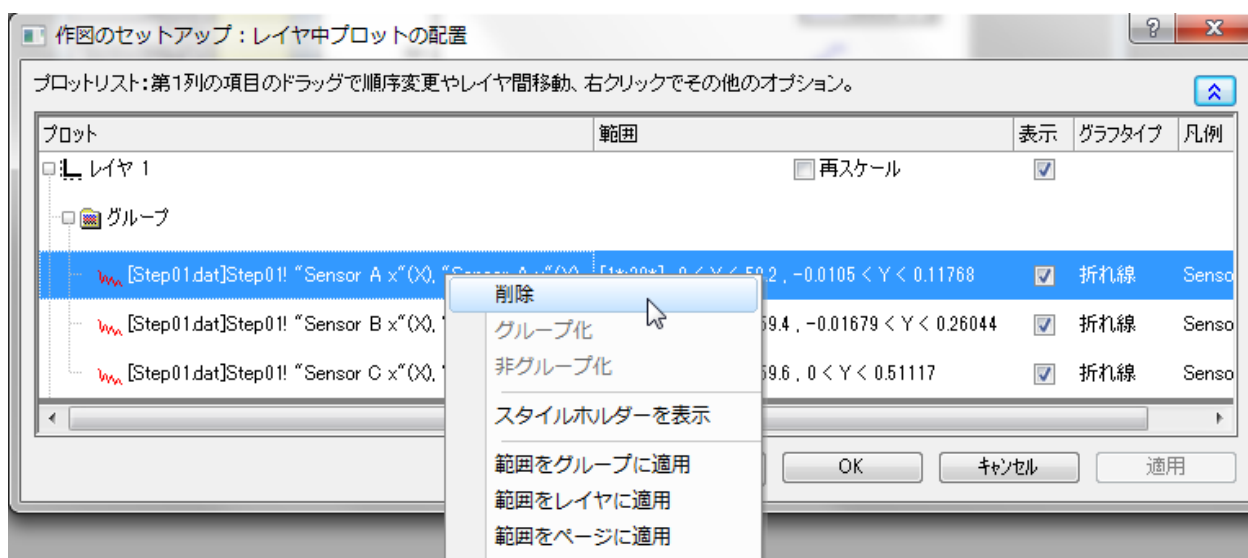 作図のセットアップ：レイヤ中プロットの配置
プロットリスト：第1列の項目のドラッグで順序変更やレイヤ間移動、右クリックでその他のオプション。
プロット 範囲 表示 グラフタイプ 凡例
レイヤ 1 再スケール
グループ
[Step01.dat]Step01! "Sensor A x"(X), -0.0105 < Y < 0.11768 折れ線 Senso
[Step01.dat]Step01! "Sensor B x"(X), 59.4 , -0.01679 < Y < 0.26044 折れ線 Senso
[Step01.dat]Step01! "Sensor C x"(X), 59.6 , 0 < Y < 0.51117 折れ線 Senso
削除
グループ化
非グループ化
スタイルホルダーを表示
範囲をグループに適用
範囲をレイヤに適用
範囲をページに適用
OK キャンセル 適用